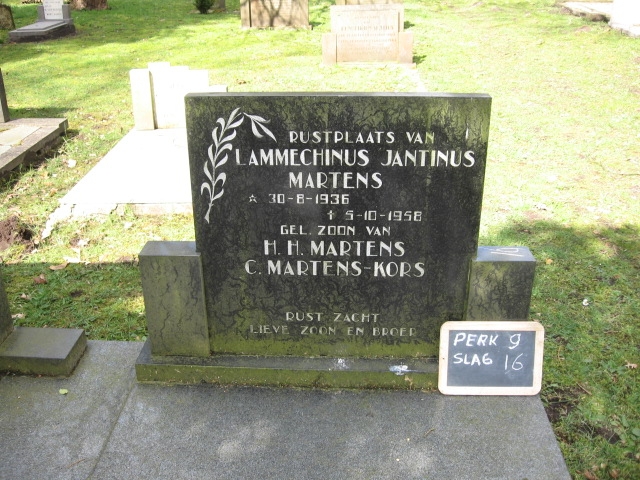 RUSTPLAATS VAN
LAMMECHINUS JANTINUS
MARTENS
☆ 30-8-1936
✝ 5-10-1958
GEL. ZOON VAN
H. H. MARTENS
C. MARTENS-KORS
RUST ZACHT
LIEVE ZOON EN BROER
PERK 9
SLAG 16